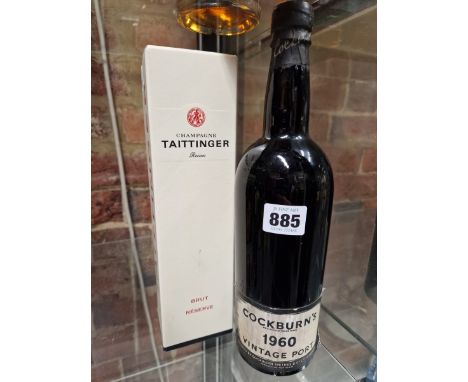 CHAMPAGNE
TAITTINGER
Reims
BRUT
RÉSERVE
885
COCKBURN'S
1960
VINTAGE PORT